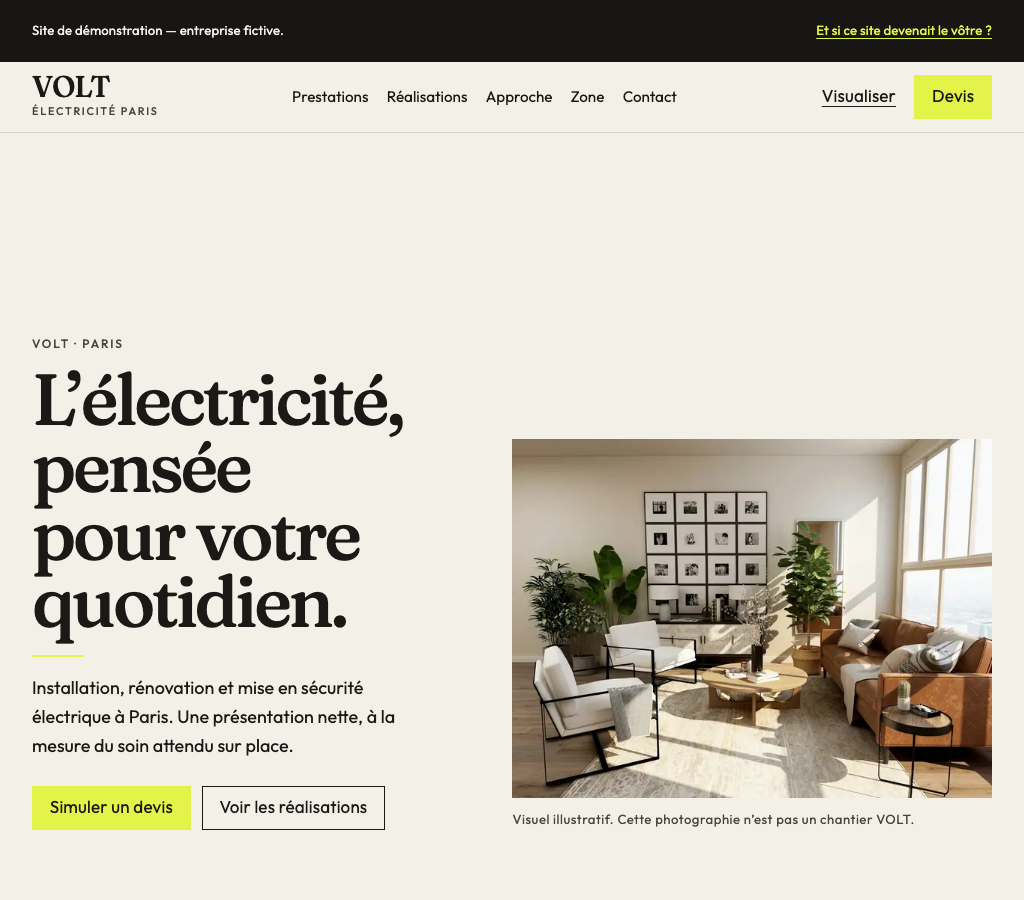 Site de démonstration — entreprise fictive.
Et si ce site devenait le vôtre ?
VOLT
ÉLECTRICITÉ PARIS
Prestations
Réalisations
Approche
Zone
Contact
Visualiser
Devis
VOLT · PARIS
L’électricité,
pensée
pour votre
quotidien.
Installation, rénovation et mise en sécurité
électrique à Paris. Une présentation nette, à la
mesure du soin attendu sur place.
Simuler un devis
Voir les réalisations
Visuel illustratif. Cette photographie n’est pas un chantier VOLT.